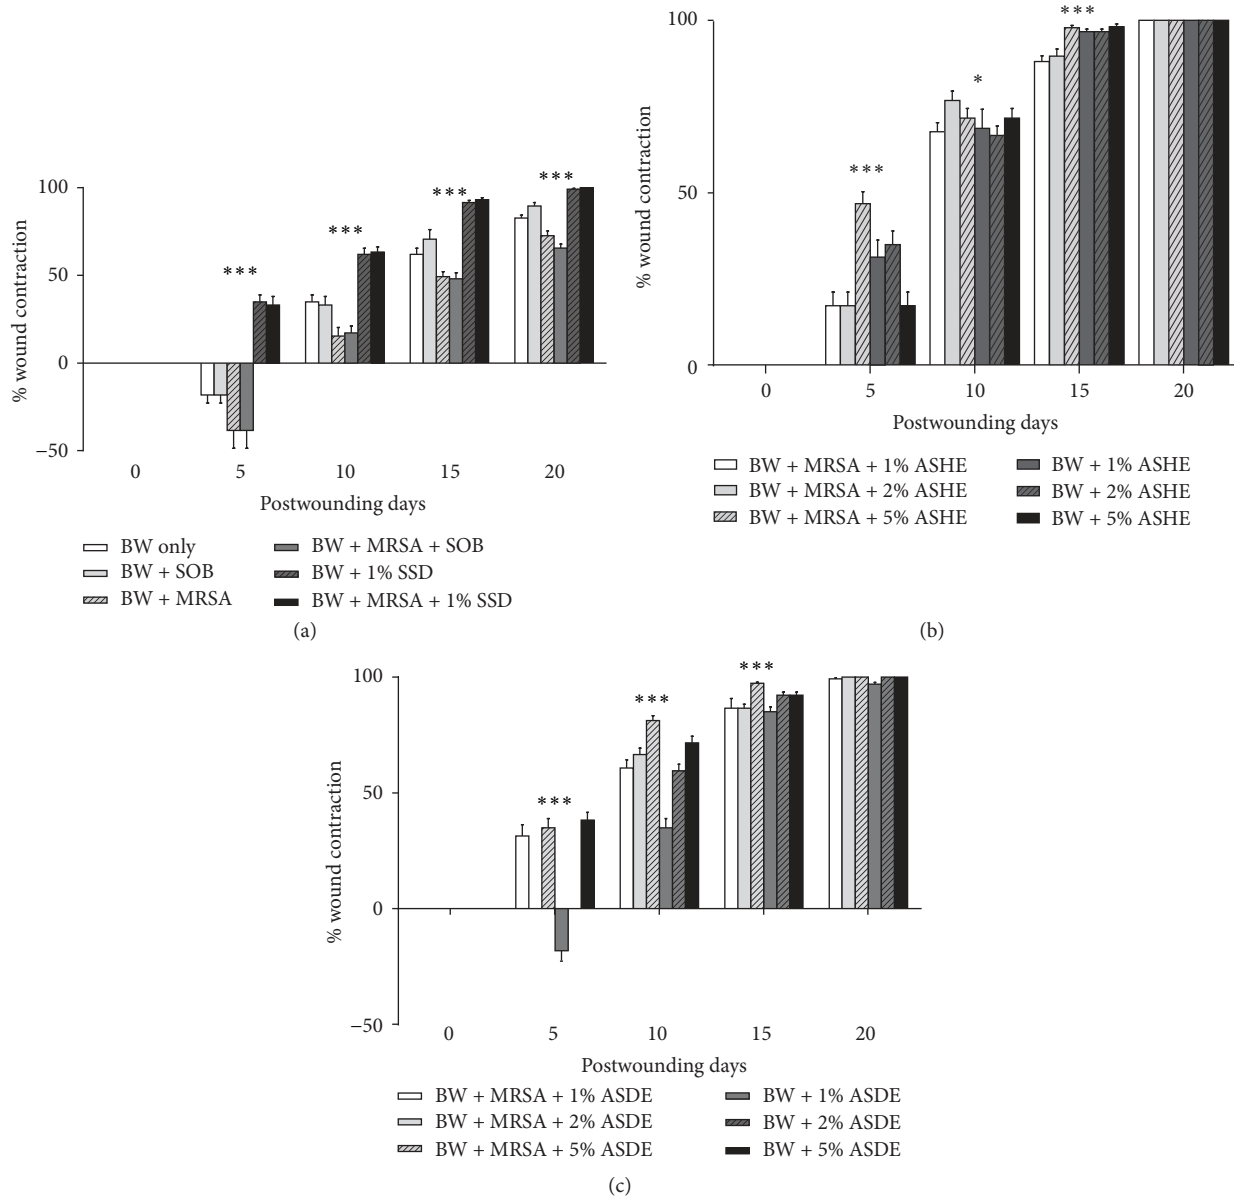 % wound contraction
100
50
0
−50
***
***
***
***
0 5 10 15 20
Postwounding days
BW only
BW + SOB
BW + MRSA
BW + MRSA + SOB
BW + 1% SSD
BW + MRSA + 1% SSD
(a)
% wound contraction
100
50
0
***
*
***
0 5 10 15 20
Postwounding days
BW + MRSA + 1% ASHE
BW + MRSA + 2% ASHE
BW + MRSA + 5% ASHE
BW + 1% ASHE
BW + 2% ASHE
BW + 5% ASHE
(b)
% wound contraction
100
50
0
−50
***
***
***
0 5 10 15 20
Postwounding days
BW + MRSA + 1% ASDE
BW + MRSA + 2% ASDE
BW + MRSA + 5% ASDE
BW + 1% ASDE
BW + 2% ASDE
BW + 5% ASDE
(c)